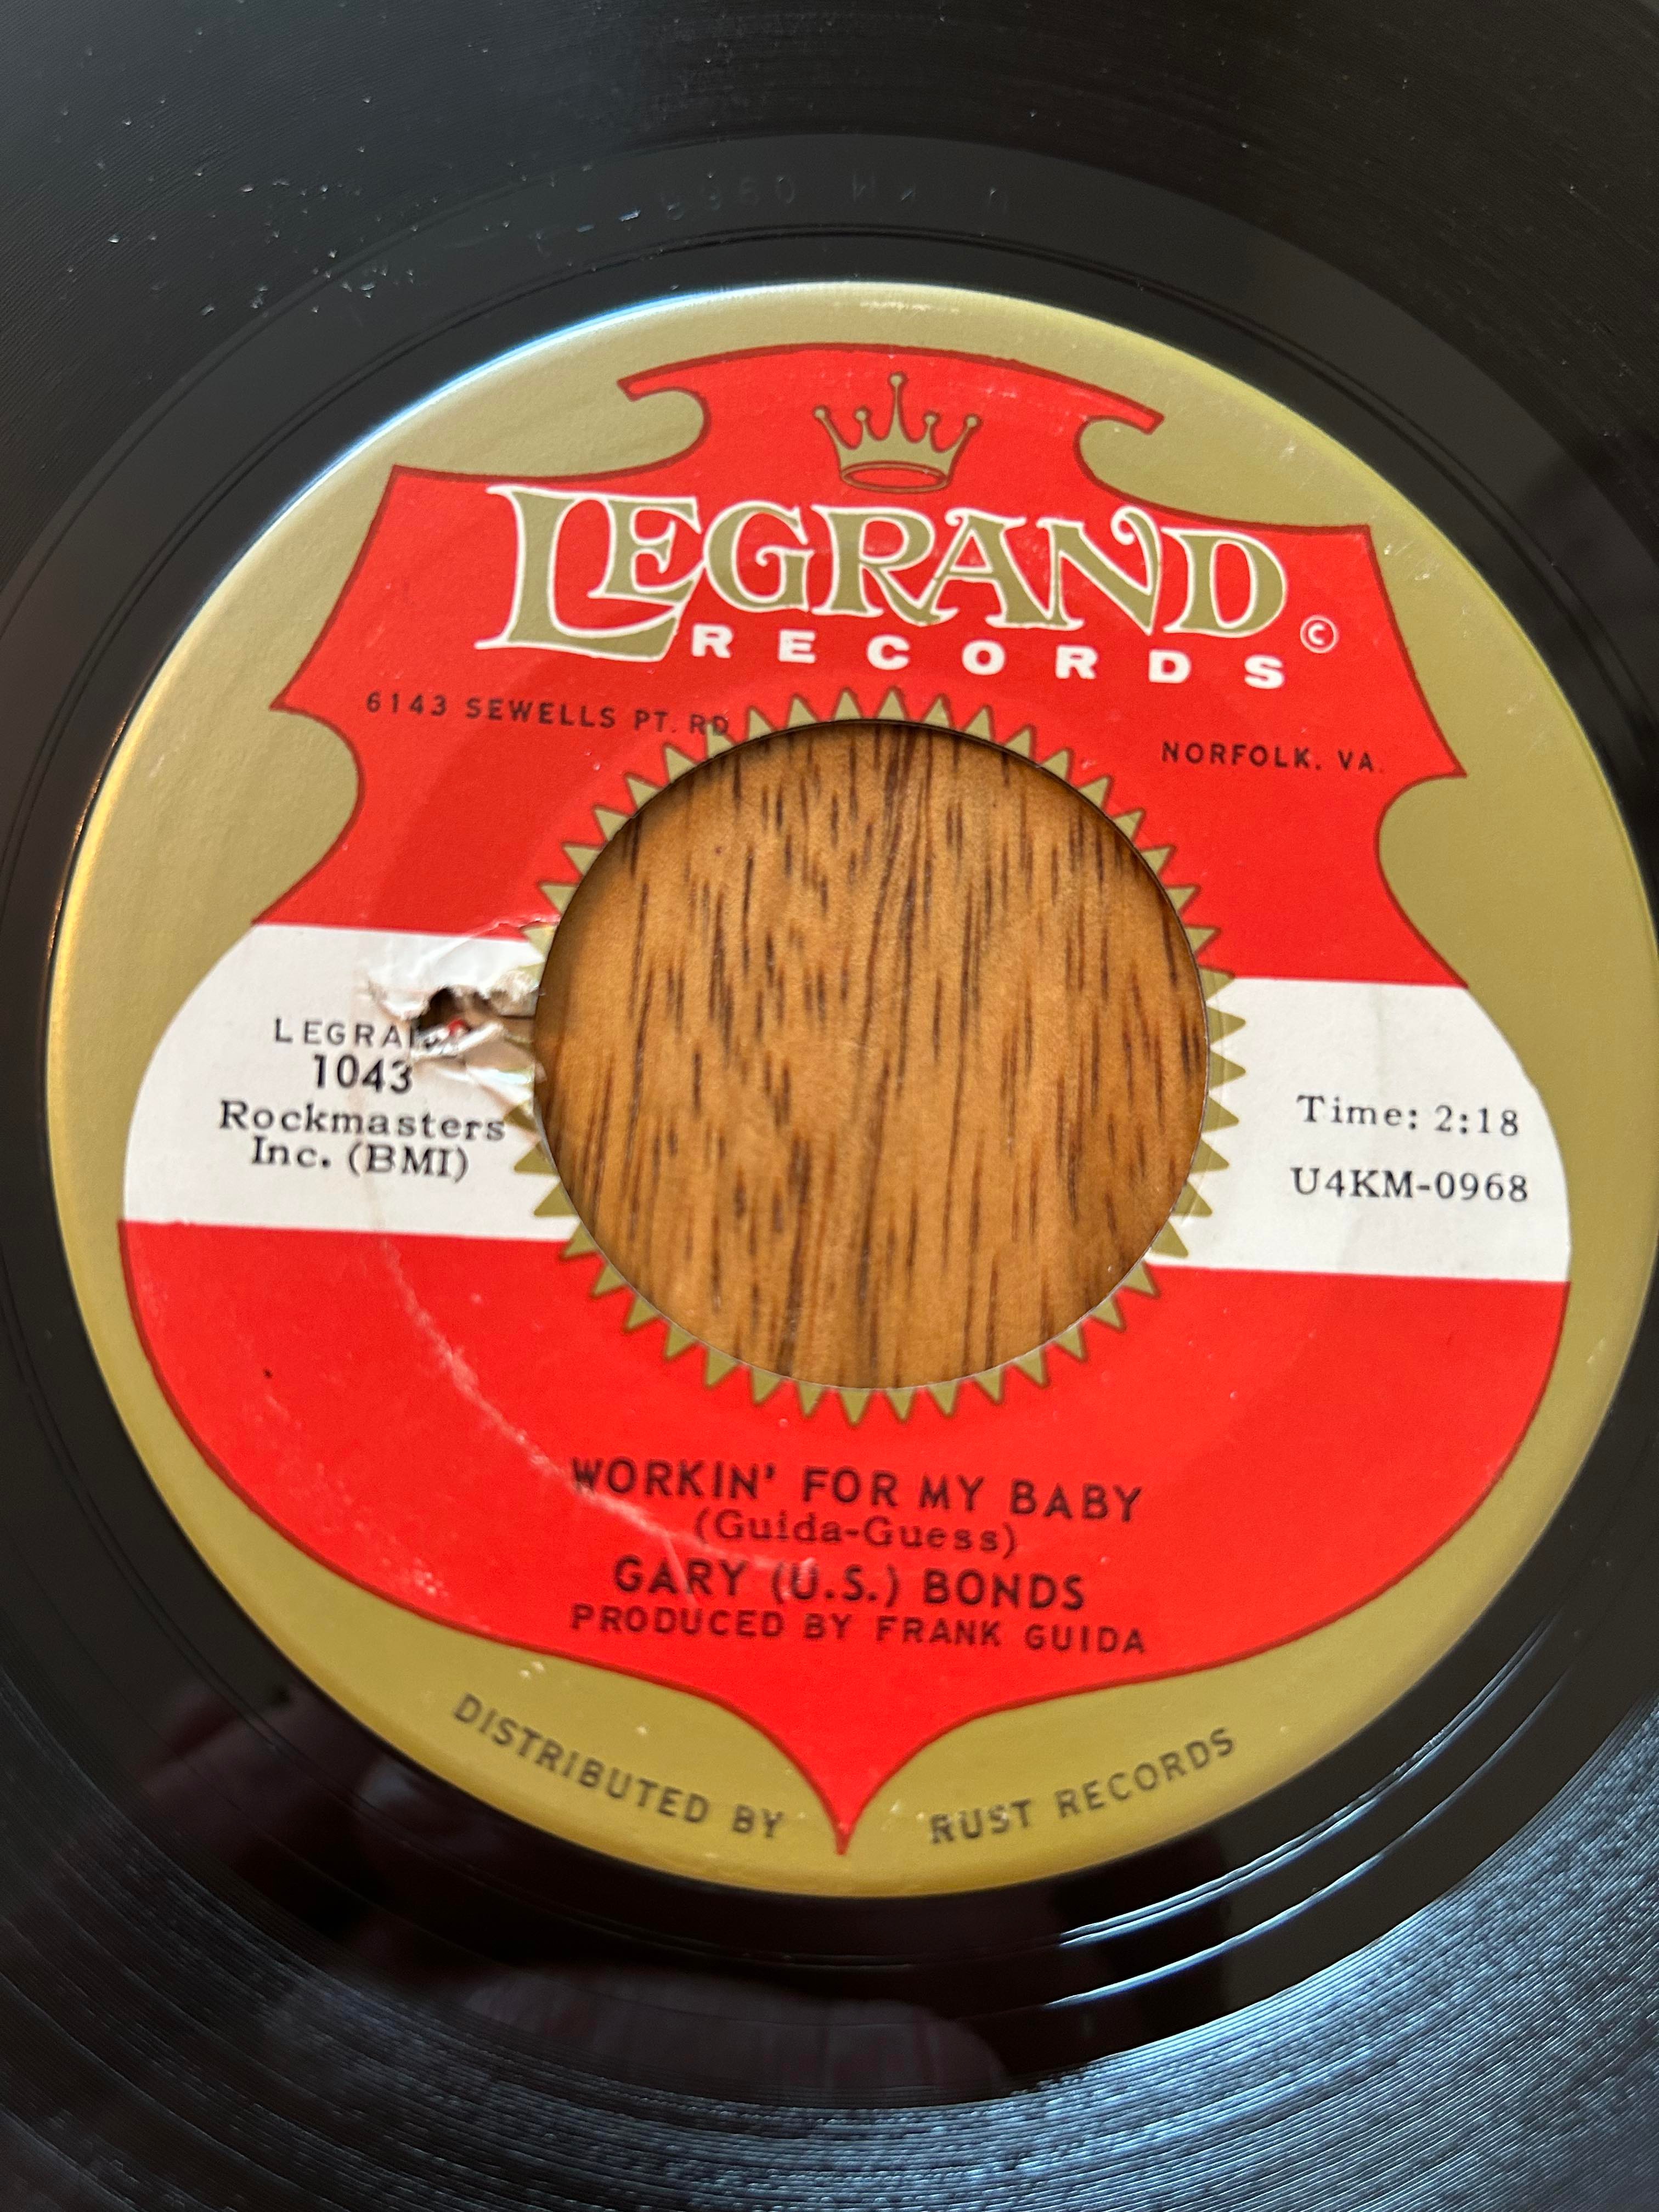 LEGRAND ©
RECORDS
6143 SEWELLS PT. RD
NORFOLK, VA.
1043
Rockmasters
Inc. (BMI)
Time: 2:18
U4KM-0968
WORKIN' FOR MY BABY
(Guida-Guess)
GARY (U.S.) BONDS
PRODUCED BY FRANK GUIDA
DISTRIBUTED BY RUST RECORDS